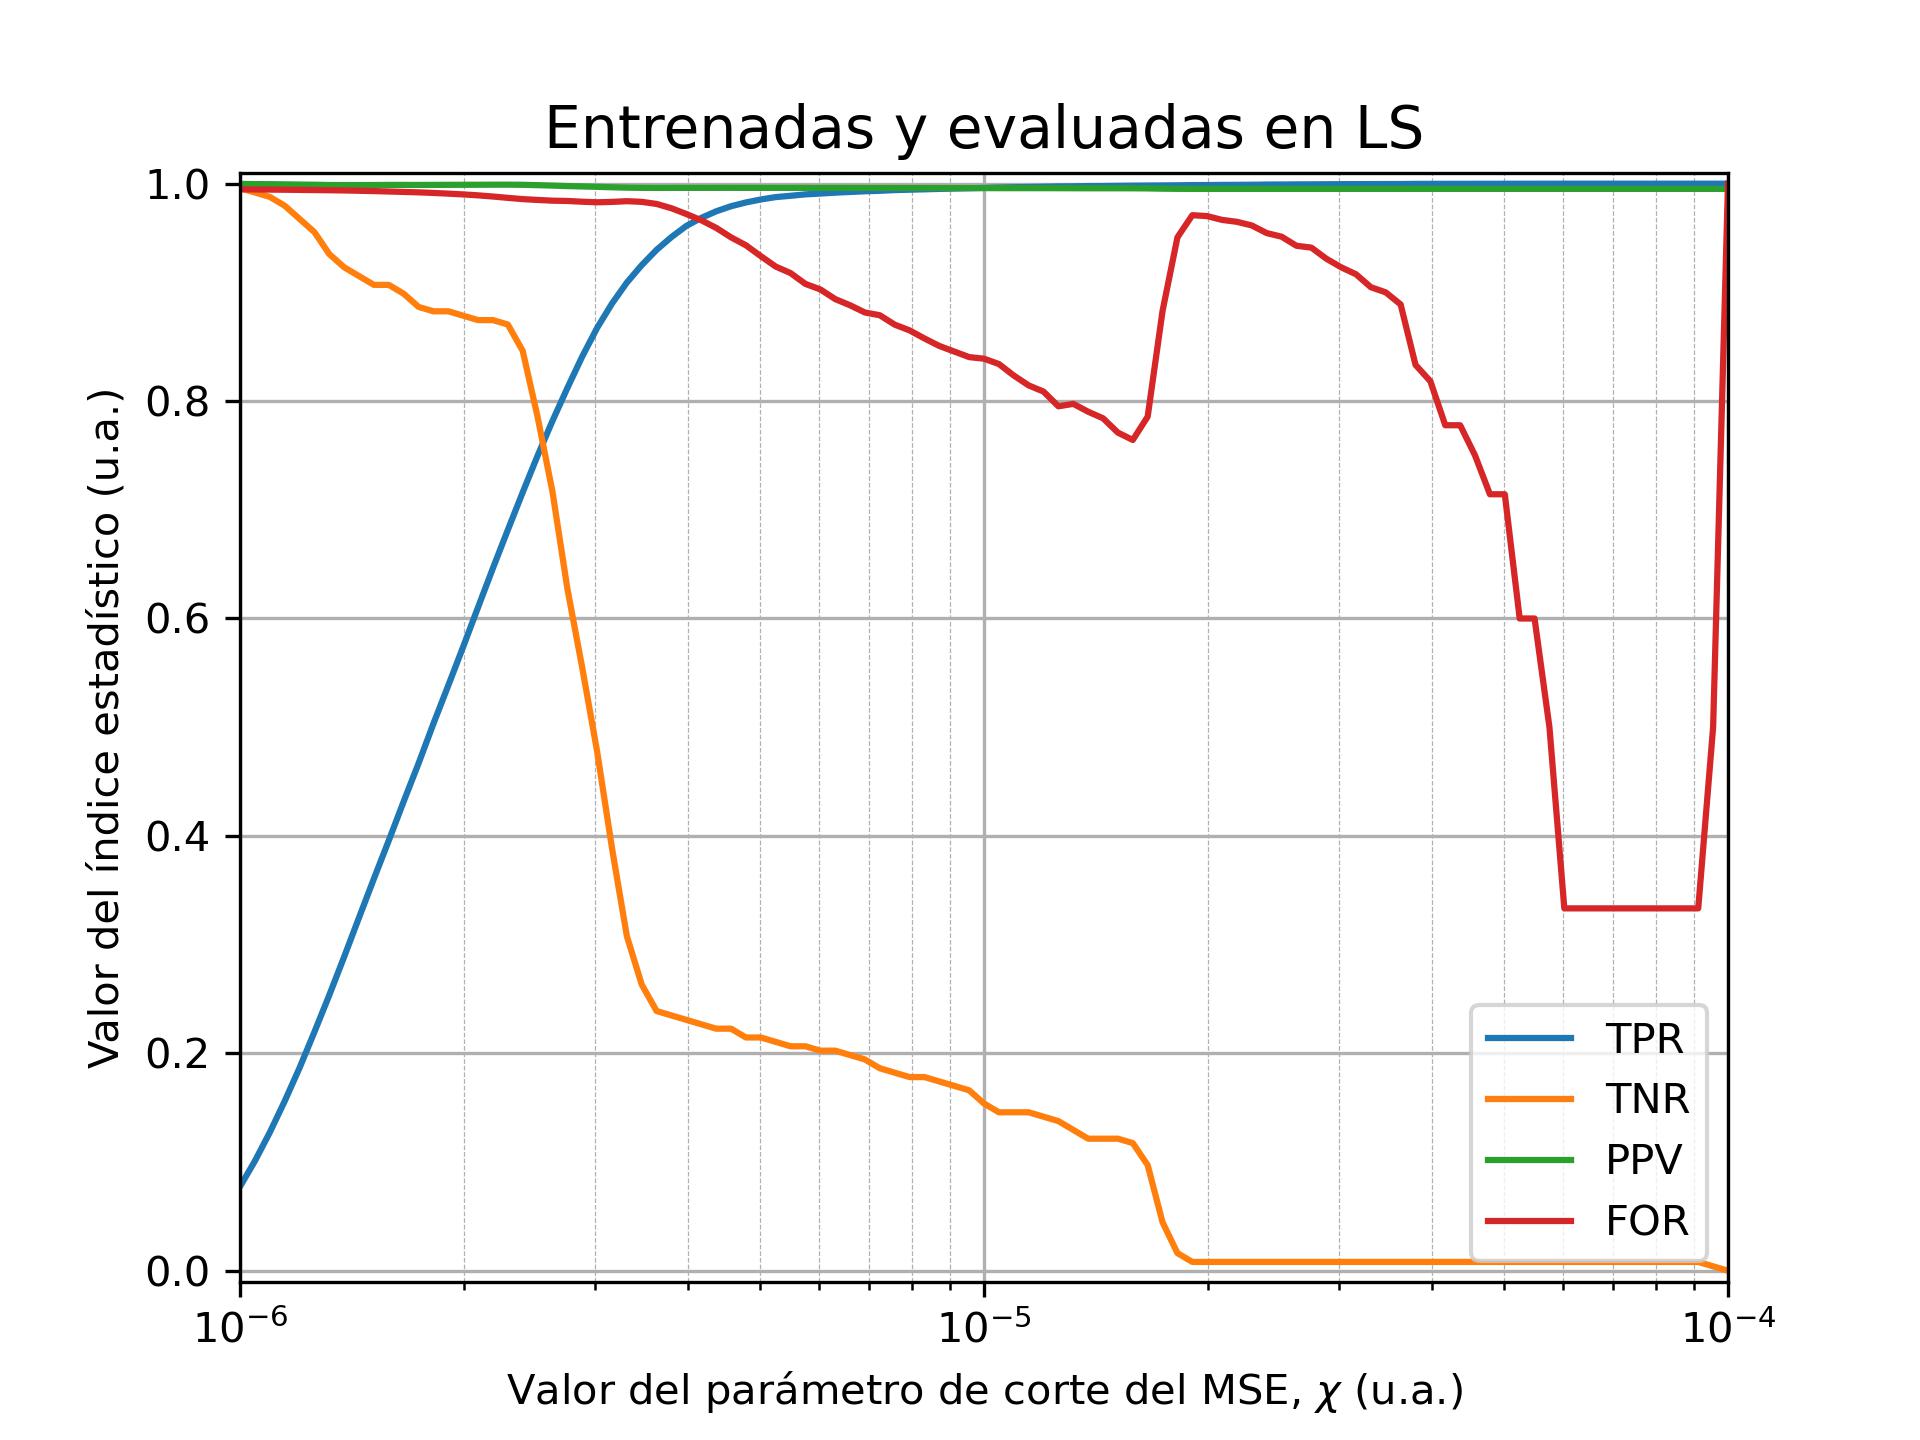 Entrenadas y evaluadas en LS
Valor del índice estadístico (u.a.)
1.0
0.8
0.6
0.4
0.2
0.0
TPR
TNR
PPV
FOR
10⁻⁶
10⁻⁵
10⁻⁴
Valor del parámetro de corte del MSE, χ (u.a.)